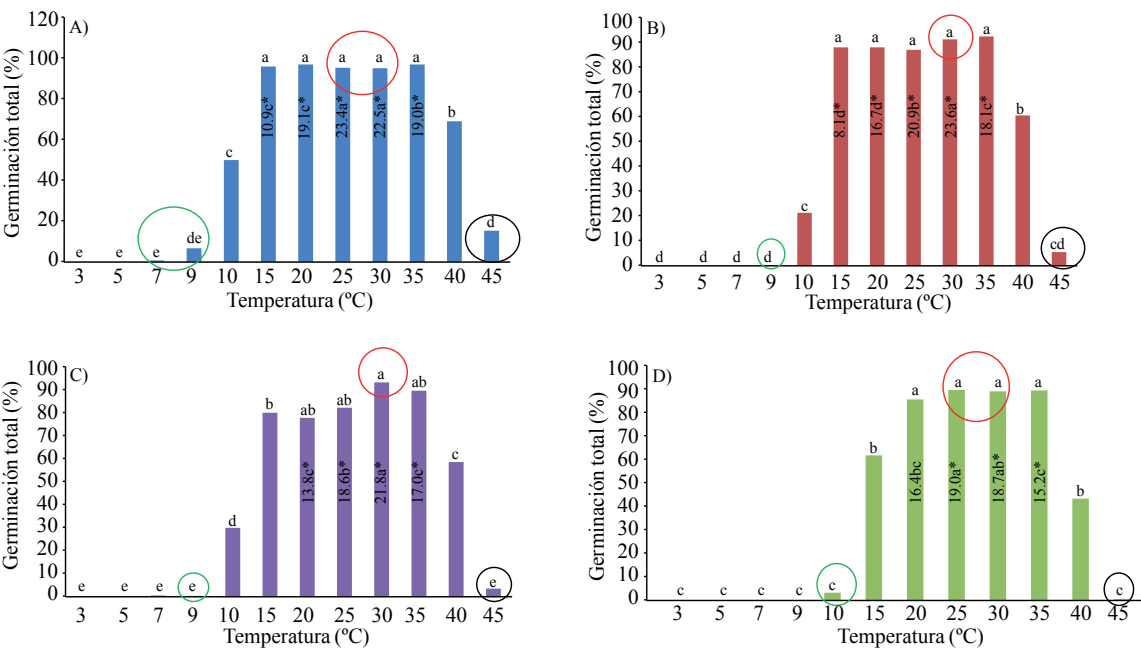 A)
Germinación total (%)
120
100
80
60
40
20
0
e e e de c a a a a a b d
10.9c* 19.1c* 23.4a* 22.5a* 19.0b*
3 5 7 9 10 15 20 25 30 35 40 45
Temperatura (ºC)
B)
Germinación total (%)
100
90
80
70
60
50
40
30
20
10
0
d d d d c a a a a a b cd
8.1d* 16.7d* 20.9b* 23.6a* 18.1c*
3 5 7 9 10 15 20 25 30 35 40 45
Temperatura (ºC)
C)
Germinación total (%)
100
90
80
70
60
50
40
30
20
10
0
e e e e d b ab ab a ab c e
13.8c* 18.6b* 21.8a* 17.0c*
3 5 7 9 10 15 20 25 30 35 40 45
Temperatura (ºC)
D)
Germinación total (%)
100
90
80
70
60
50
40
30
20
10
0
c c c c c b a a a a b c
16.4bc 19.0a* 18.7ab* 15.2c*
3 5 7 9 10 15 20 25 30 35 40 45
Temperatura (ºC)